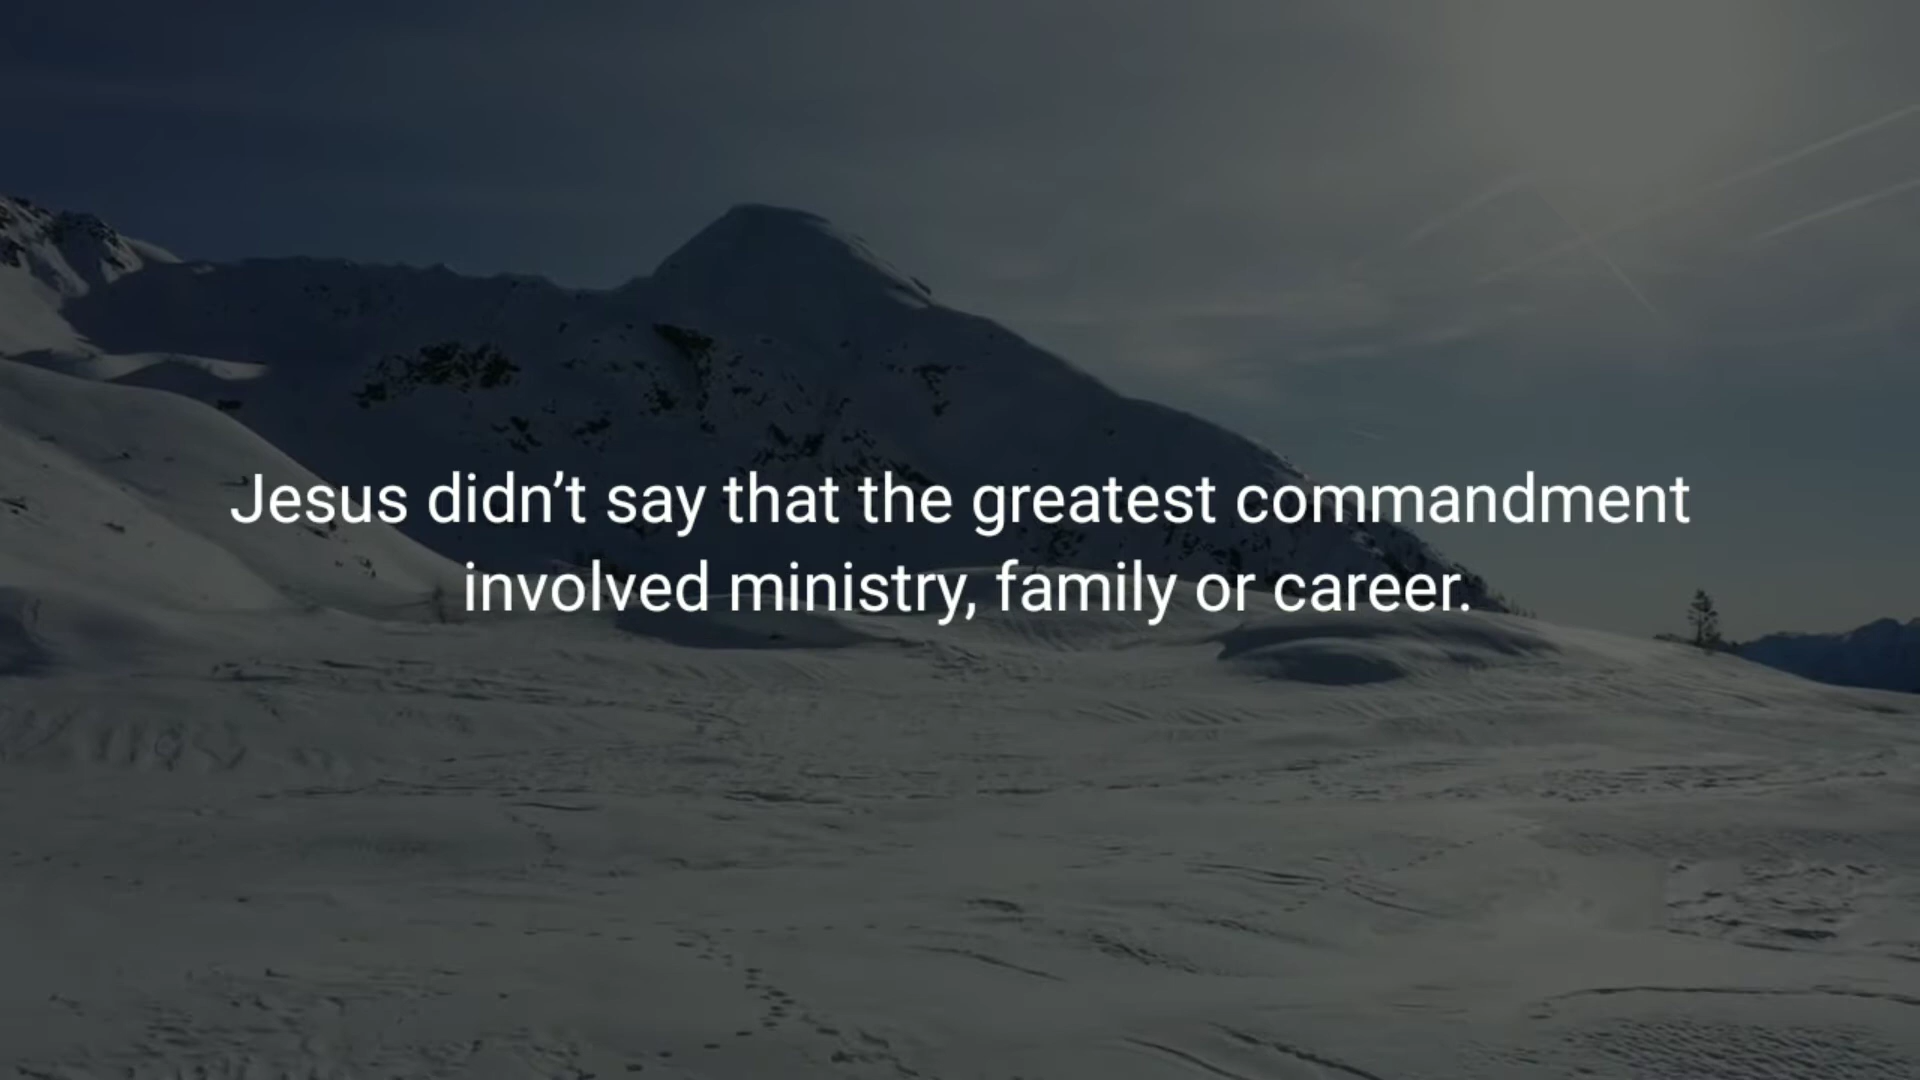 Jesus didn’t say that the greatest commandment
involved ministry, family or career.